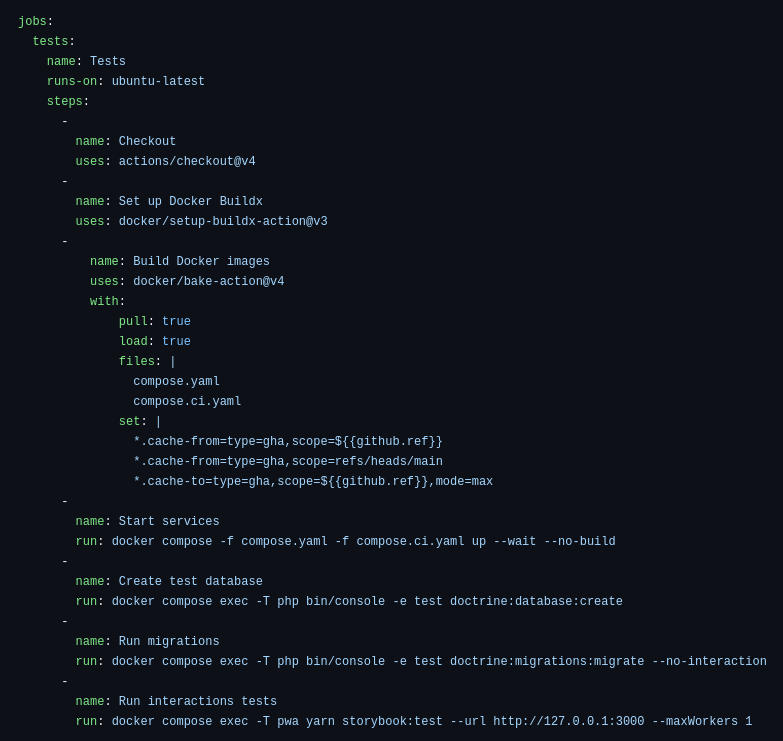 jobs:
  tests:
    name: Tests
    runs-on: ubuntu-latest
    steps:
      -
        name: Checkout
        uses: actions/checkout@v4
      -
        name: Set up Docker Buildx
        uses: docker/setup-buildx-action@v3
      -
          name: Build Docker images
          uses: docker/bake-action@v4
          with:
              pull: true
              load: true
              files: |
                compose.yaml
                compose.ci.yaml
              set: |
                *.cache-from=type=gha,scope=${{github.ref}}
                *.cache-from=type=gha,scope=refs/heads/main
                *.cache-to=type=gha,scope=${{github.ref}},mode=max
      -
        name: Start services
        run: docker compose -f compose.yaml -f compose.ci.yaml up --wait --no-build
      -
        name: Create test database
        run: docker compose exec -T php bin/console -e test doctrine:database:create
      -
        name: Run migrations
        run: docker compose exec -T php bin/console -e test doctrine:migrations:migrate --no-interaction
      -
        name: Run interactions tests
        run: docker compose exec -T pwa yarn storybook:test --url http://127.0.0.1:3000 --maxWorkers 1